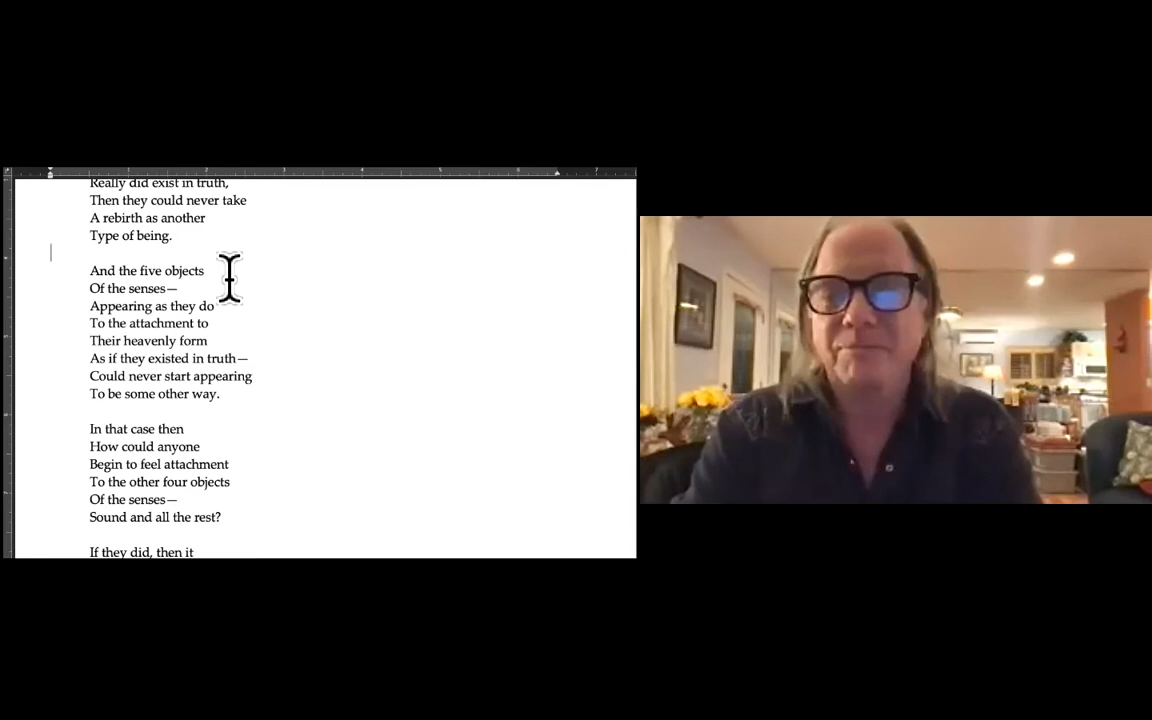 Really did exist in truth,
Then they could never take
A rebirth as another
Type of being.
And the five objects
Of the senses—
Appearing as they do
To the attachment to
Their heavenly form
As if they existed in truth—
Could never start appearing
To be some other way.
In that case then
How could anyone
Begin to feel attachment
To the other four objects
Of the senses—
Sound and all the rest?
If they did, then it